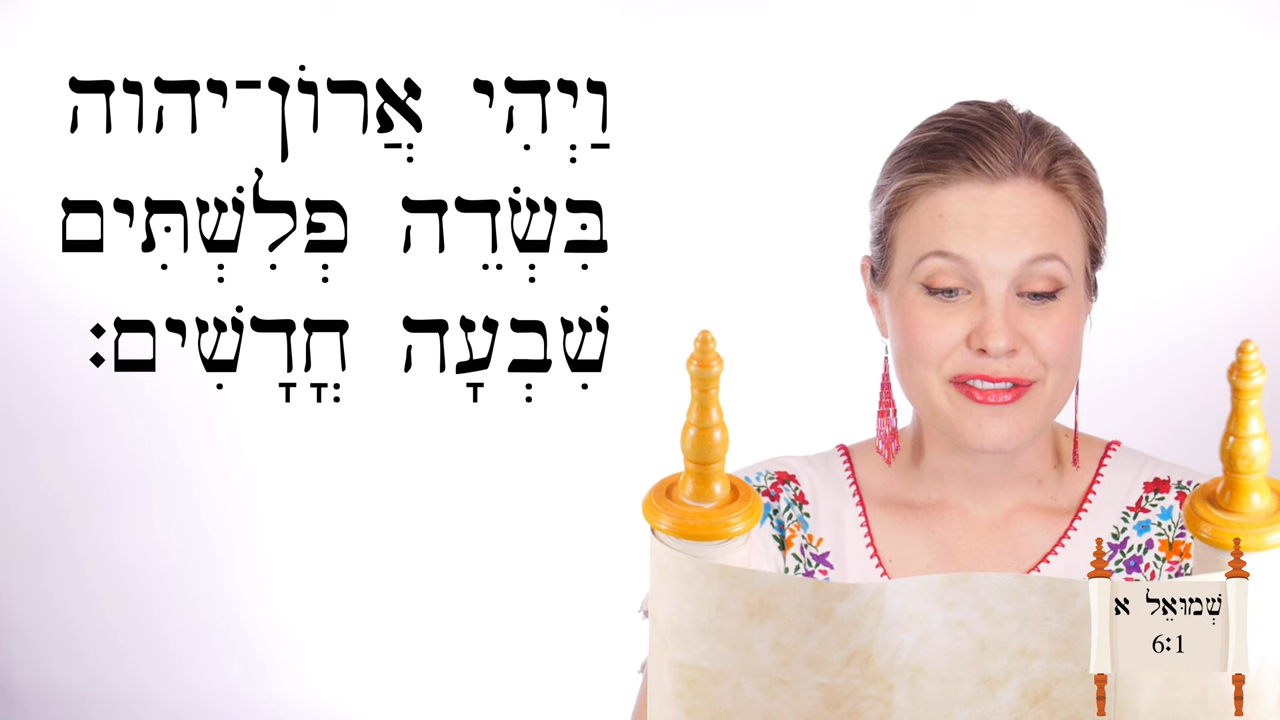 וַיְהִי אֲרוֹן־יהוה
בִּשְׂדֵה פְלִשְׁתִּים
שִׁבְעָה חֳדָשִׁים׃
שְׁמוּאֵל א
6:1